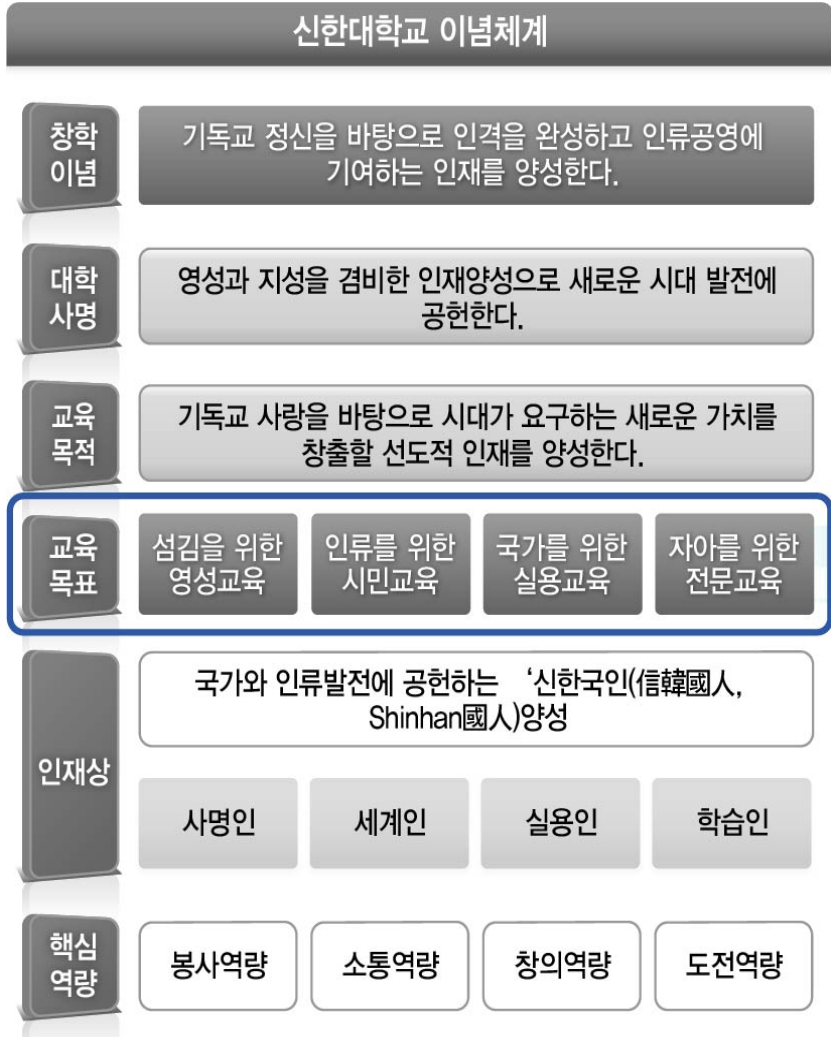 신한대학교 이념체계
창학
이념
기독교 정신을 바탕으로 인격을 완성하고 인류공영에
기여하는 인재를 양성한다.
대학
사명
영성과 지성을 겸비한 인재양성으로 새로운 시대 발전에
공헌한다.
교육
목적
기독교 사랑을 바탕으로 시대가 요구하는 새로운 가치를
창출할 선도적 인재를 양성한다.
교육
목표
섬김을 위한
영성교육
인류를 위한
시민교육
국가를 위한
실용교육
자아를 위한
전문교육
인재상
국가와 인류발전에 공헌하는 ‘신한국인(信韓國人,
Shinhan國人)양성
사명인
세계인
실용인
학습인
핵심
역량
봉사역량
소통역량
창의역량
도전역량